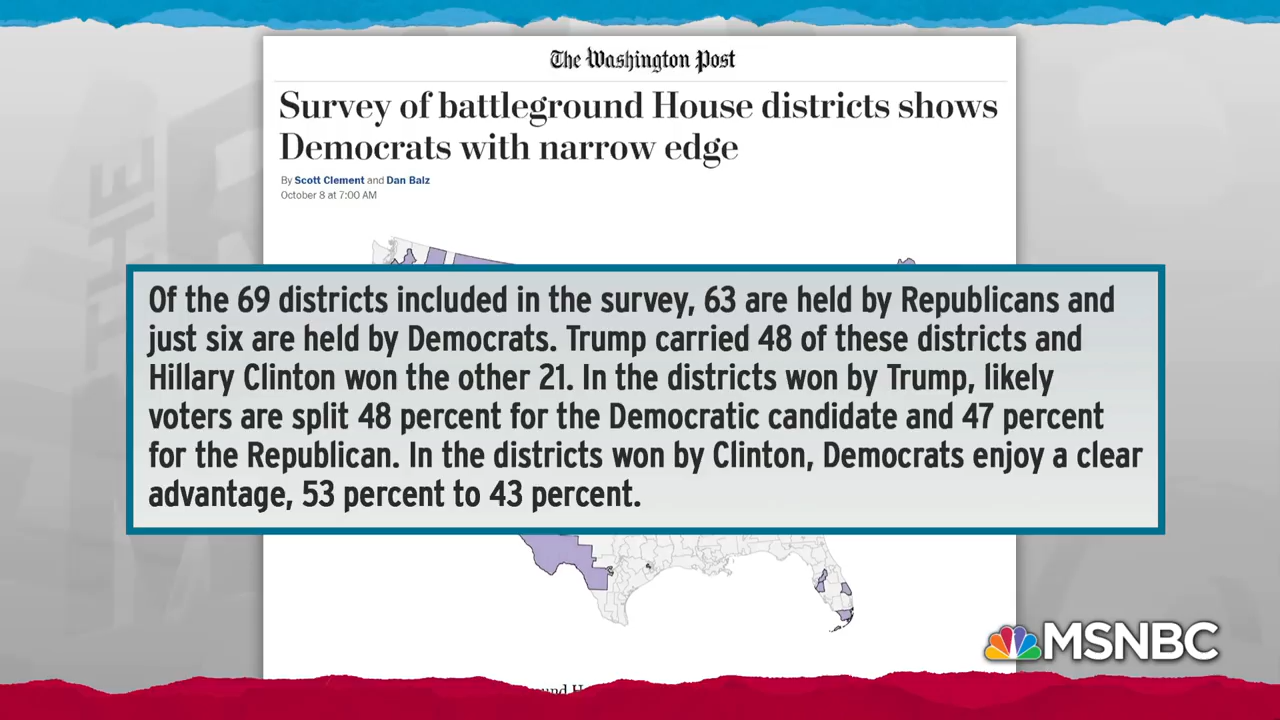 The Washington Post
Survey of battleground House districts shows
Democrats with narrow edge
By Scott Clement and Dan Balz
October 8 at 7:00 AM
Of the 69 districts included in the survey, 63 are held by Republicans and
just six are held by Democrats. Trump carried 48 of these districts and
Hillary Clinton won the other 21. In the districts won by Trump, likely
voters are split 48 percent for the Democratic candidate and 47 percent
for the Republican. In the districts won by Clinton, Democrats enjoy a clear
advantage, 53 percent to 43 percent.
MSNBC